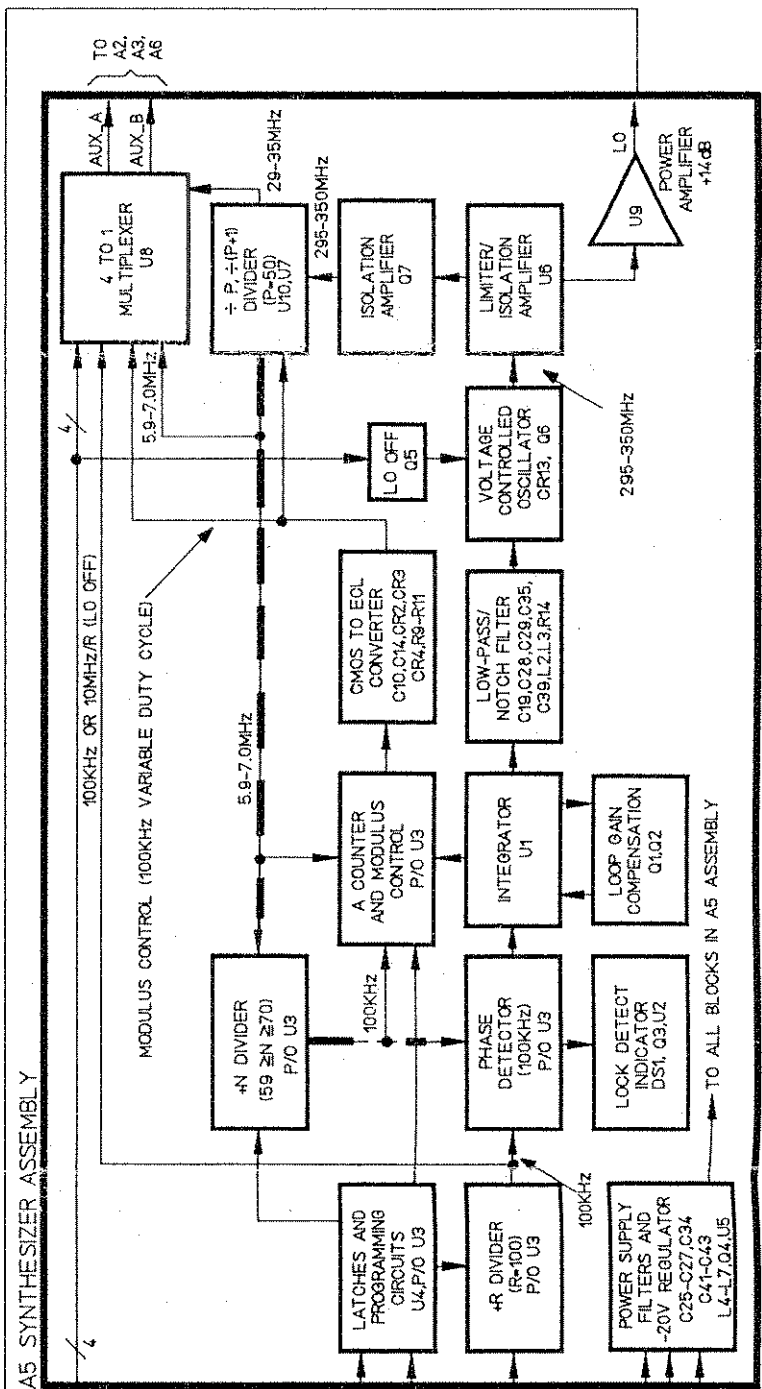 A5 SYNTHESIZER ASSEMBLY
4
100KHz OR 10MHz/R (LO OFF)
4
MODULUS CONTROL (100KHz VARIABLE DUTY CYCLE)
5.9-7.0MHz
4 TO 1
MULTIPLEXER
U8
AUX_A
AUX_B
TO
A2,
A3,
A6
5.9-7.0MHz
÷N DIVIDER
(59 ≥N ≥70)
P/O U3
÷ P, ÷(P+1)
DIVIDER
(P=50)
U10,U7
29-35MHz
LATCHES AND
PROGRAMMING
CIRCUITS
U4,P/O U3
100KHz
A COUNTER
AND MODULUS
CONTROL
P/O U3
CMOS TO ECL
CONVERTER
C10,C14,CR2,CR3
CR4,R9-R11
LO OFF
Q5
295-350MHz
ISOLATION
AMPLIFIER
Q7
÷R DIVIDER
(R=100)
P/O U3
100KHz
PHASE
DETECTOR
(100KHz)
P/O U3
INTEGRATOR
U1
LOW-PASS/
NOTCH FILTER
C19,C28,C29,C35,
C39,L2,L3,R14
VOLTAGE
CONTROLLED
OSCILLATOR
CR13, Q6
LIMITER/
ISOLATION
AMPLIFIER
U6
295-350MHz
POWER SUPPLY
FILTERS AND
-20V REGULATOR
C25-C27,C34
C41-C43
L4-L7,Q4,U5
TO ALL BLOCKS IN A5 ASSEMBLY
LOCK DETECT
INDICATOR
DS1, Q3,U2
LOOP GAIN
COMPENSATION
Q1,Q2
U9
LO
POWER
AMPLIFIER
+14dB